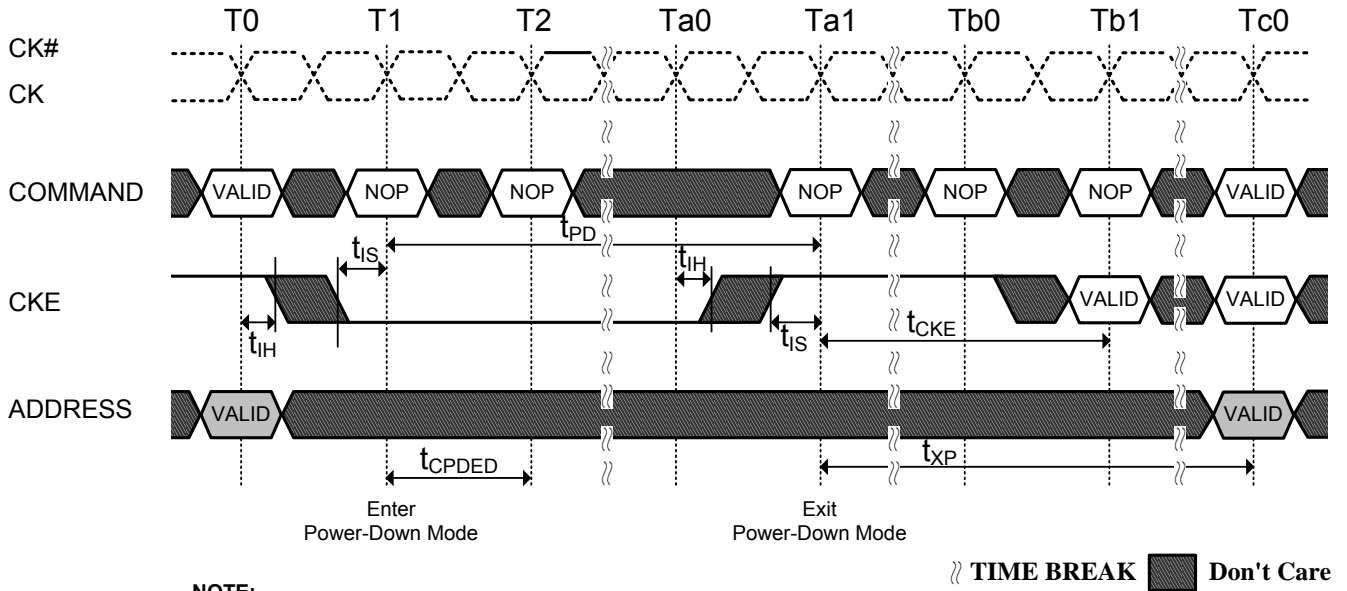 T0 T1 T2 Ta0 Ta1 Tb0 Tb1 Tc0
CK#
CK
COMMAND VALID NOP NOP NOP NOP NOP VALID
tPD
tIS tIH
CKE VALID VALID
tIH tIS tCKE
ADDRESS VALID VALID
tCPDED tXP
Enter
Power-Down Mode
Exit
Power-Down Mode
TIME BREAK Don't Care
NOTE: